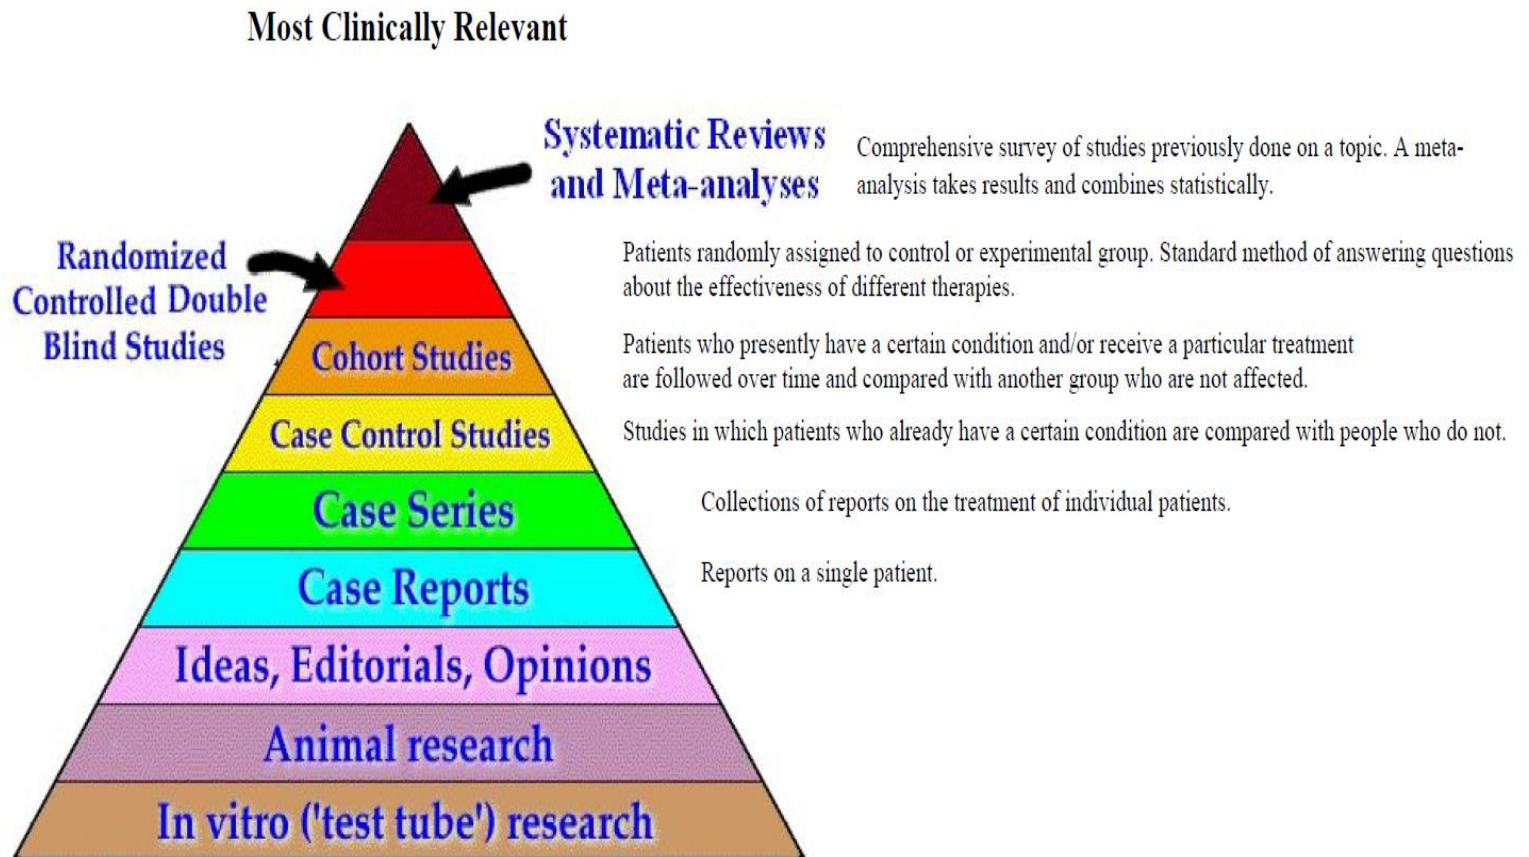 Most Clinically Relevant
Systematic Reviews
and Meta-analyses
Comprehensive survey of studies previously done on a topic. A meta-
analysis takes results and combines statistically.
Randomized
Controlled Double
Blind Studies
Patients randomly assigned to control or experimental group. Standard method of answering questions
about the effectiveness of different therapies.
Cohort Studies
Patients who presently have a certain condition and/or receive a particular treatment
are followed over time and compared with another group who are not affected.
Case Control Studies
Studies in which patients who already have a certain condition are compared with people who do not.
Case Series
Collections of reports on the treatment of individual patients.
Case Reports
Reports on a single patient.
Ideas, Editorials, Opinions
Animal research
In vitro ('test tube') research